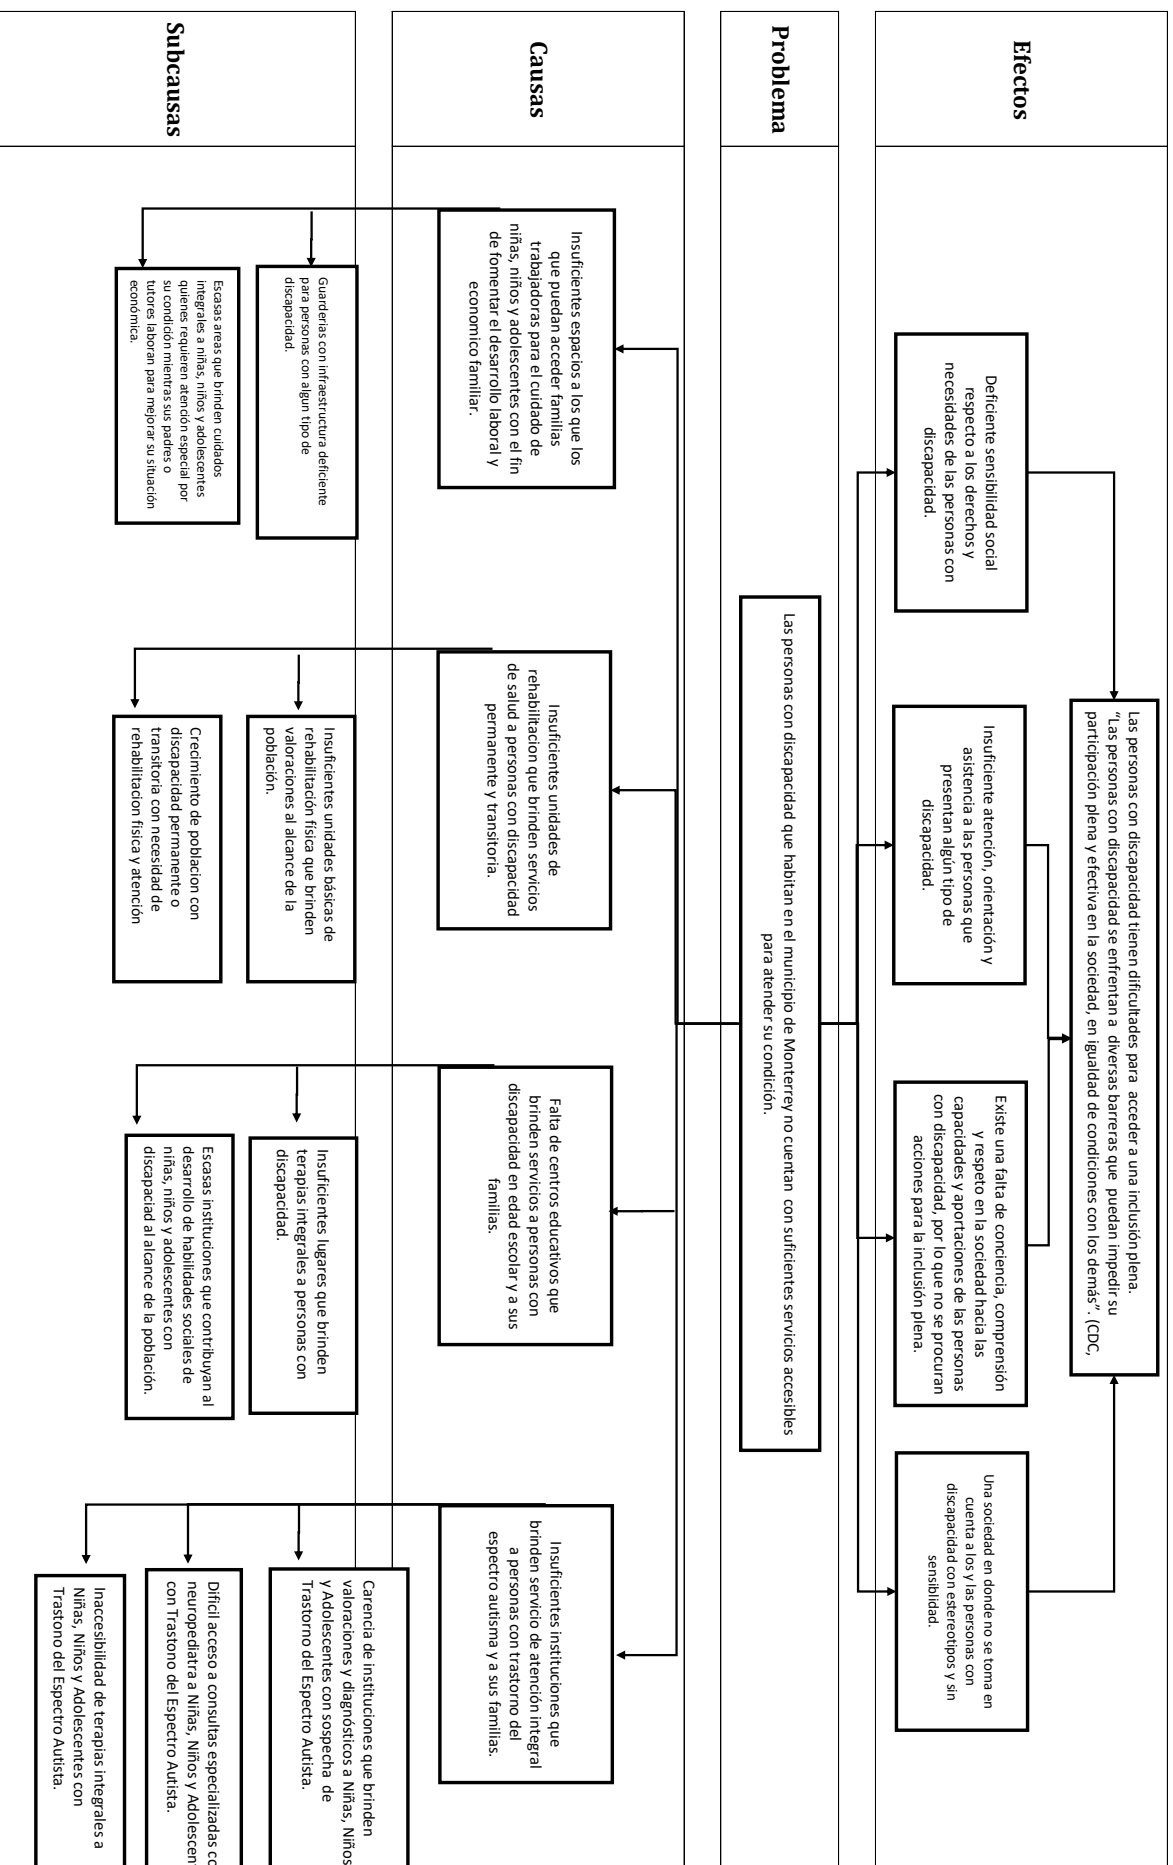 Efectos
Las personas con discapacidad tienen dificultades para acceder a una inclusión plena.
“Las personas con discapacidad se enfrentan a diversas barreras que puedan impedir su
participación plena y efectiva en la sociedad, en igualdad de condiciones con los demás”. (CDC,
Deficiente sensibilidad social
respecto a los derechos y
necesidades de las personas con
discapacidad.
Insuficiente atención, orientación y
asistencia a las personas que
presentan algún tipo de
discapacidad.
Existe una falta de conciencia, comprensión
y respeto en la sociedad hacia las
capacidades y aportaciones de las personas
con discapacidad, por lo que no se procuran
acciones para la inclusión plena.
Una sociedad en donde no se toma en
cuenta a los y las personas con
discapacidad con estereotipos y sin
sensiblidad.
Problema
Las personas con discapacidad que habitan en el municipio de Monterrey no cuentan con suficientes servicios accesibles
para atender su condición.
Causas
Insuficientes espacios a los que los
que puedan acceder familias
trabajadoras para el cuidado de
niñas, niños y adolescentes con el fin
de fomentar el desarrollo laboral y
economico familiar.
Insuficientes unidades de
rehabilitacion que brinden servicios
de salud a personas con discapacidad
permanente y transitoria.
Falta de centros educativos que
brinden servicios a personas con
discapacidad en edad escolar y a sus
familias.
Insuficientes instituciones que
brinden servicio de atención integral
a personas con trastorno del
espectro autisma y a sus familias.
Subcausas
Guarderías con infraestructura deficiente
para personas con algun tipo de
discapacidad.
Escasas areas que brinden cuidados
integrales a niñas, niños y adolescentes
quienes requieren atención especial por
su condición mientras sus padres o
tutores laboran para mejorar su situación
económica.
Insuficientes unidades básicas de
rehabilitación física que brinden
valoraciones al alcance de la
población.
Crecimiento de poblacion con
discapacidad permanente o
transitoria con necesidad de
rehabilitacion física y atención
Insuficientes lugares que brinden
terapias integrales a personas con
discapacidad.
Escasas instituciones que contribuyan al
desarrollo de habilidades sociales de
niñas, niños y adolescentes con
discapaciad al alcance de la población.
Carencia de instituciones que brinden
valoraciones y diagnósticos a Niñas, Niños
y Adolescentes con sospecha de
Trastorno del Espectro Autista.
Difícil acceso a consultas especializadas
neuropediatra a Niñas, Niños y
con Trastono del Espectro Autista.
Inaccesibilidad de terapias integrales a
Niñas, Niños y Adolescentes con
Trastono del Espectro Autista.